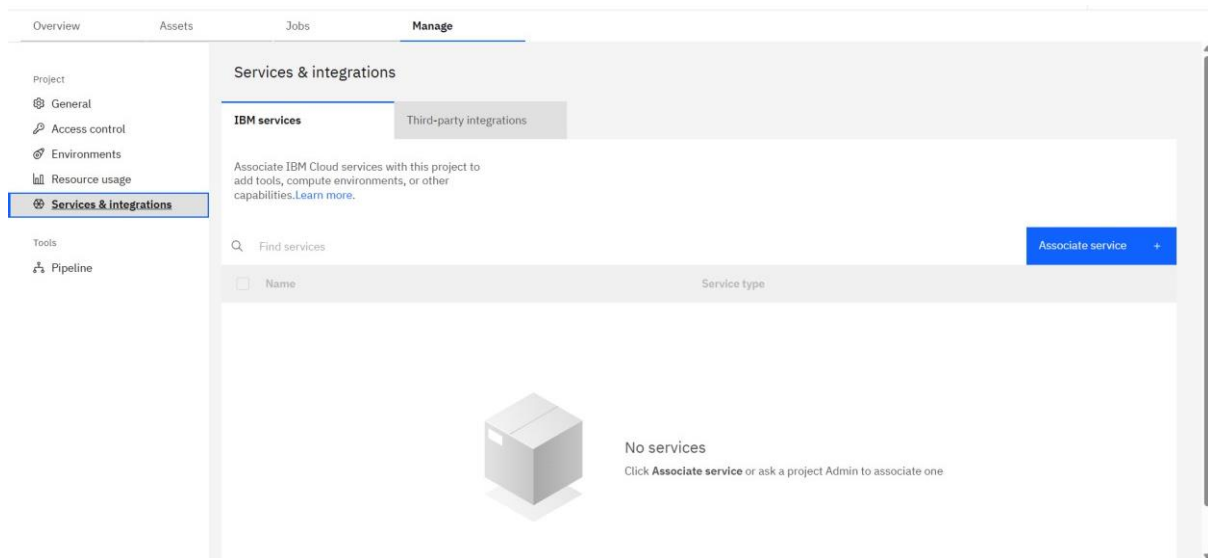 Overview Assets Jobs Manage
Project
General
Access control
Environments
Resource usage
Services & integrations
Tools
Pipeline
Services & integrations
IBM services Third-party integrations
Associate IBM Cloud services with this project to
add tools, compute environments, or other
capabilities.Learn more.
Find services Associate service +
Name Service type
No services
Click Associate service or ask a project Admin to associate one